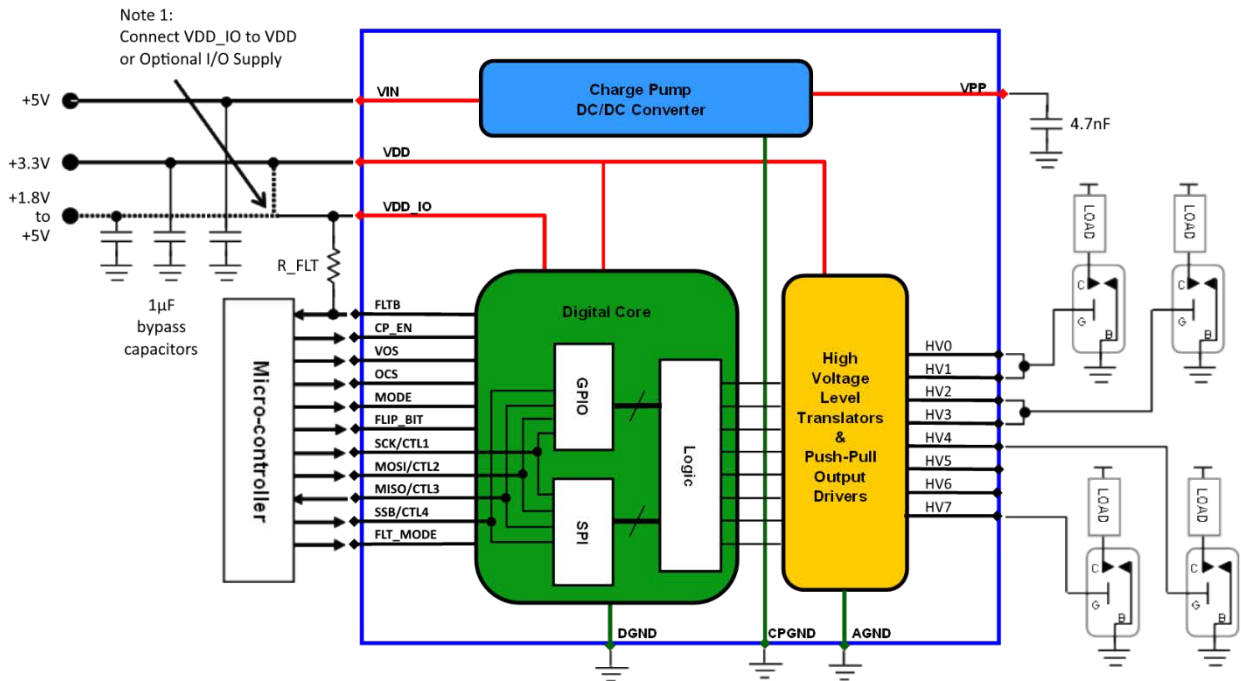 Note 1:
Connect VDD_IO to VDD
or Optional I/O Supply
+5V
+3.3V
+1.8V
to
+5V
1µF
bypass
capacitors
R_FLT
Micro-controller
VIN
VDD
VDD_IO
FLTB
CP_EN
VOS
OCS
MODE
FLIP_BIT
SCK/CTL1
MOSI/CTL2
MISO/CTL3
SSB/CTL4
FLT_MODE
Charge Pump
DC/DC Converter
Digital Core
GPIO
SPI
Logic
High
Voltage
Level
Translators
&
Push-Pull
Output
Drivers
DGND
CPGND
AGND
VPP
4.7nF
HV0
HV1
HV2
HV3
HV4
HV5
HV6
HV7
LOAD
C
G
B
LOAD
C
G
B
LOAD
C
G
B
LOAD
C
G
B